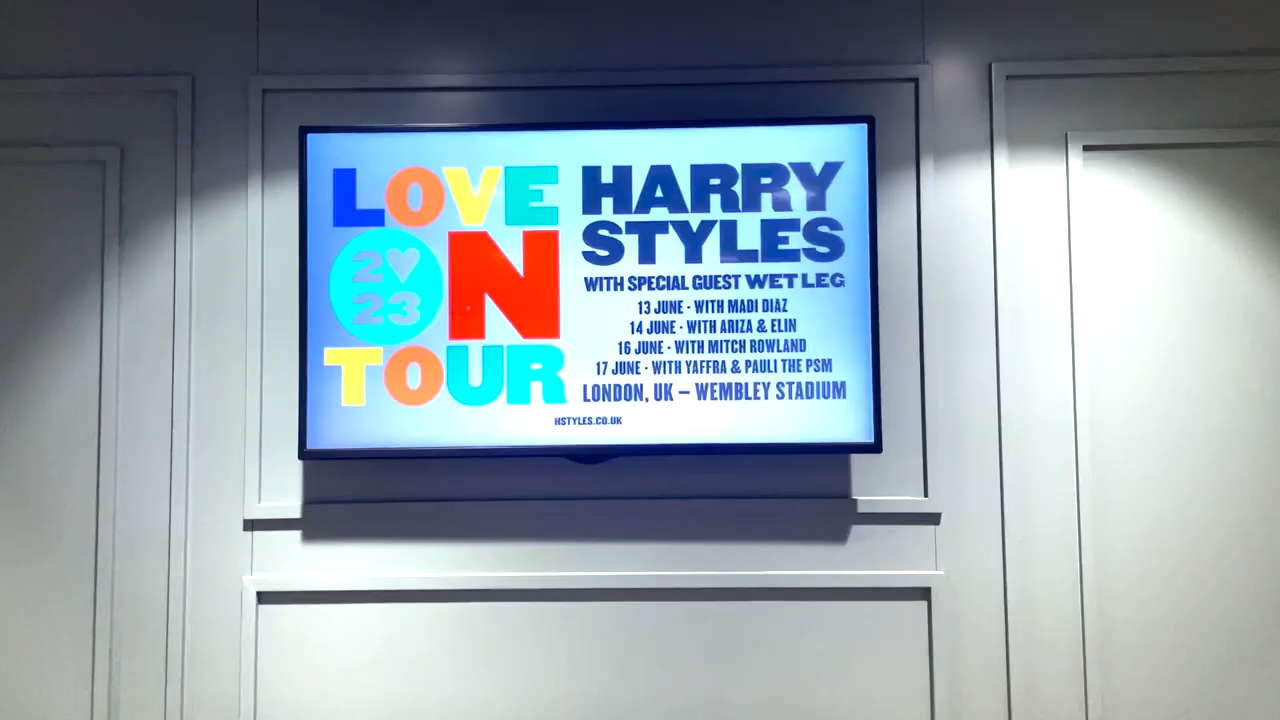 LOVE
2♥
23
ON
TOUR
HARRY
STYLES
WITH SPECIAL GUEST WET LEG
13 JUNE · WITH MADI DIAZ
14 JUNE · WITH ARIZA & ELIN
16 JUNE · WITH MITCH ROWLAND
17 JUNE · WITH YAFFRA & PAULI THE PSM
LONDON, UK – WEMBLEY STADIUM
HSTYLES.CO.UK